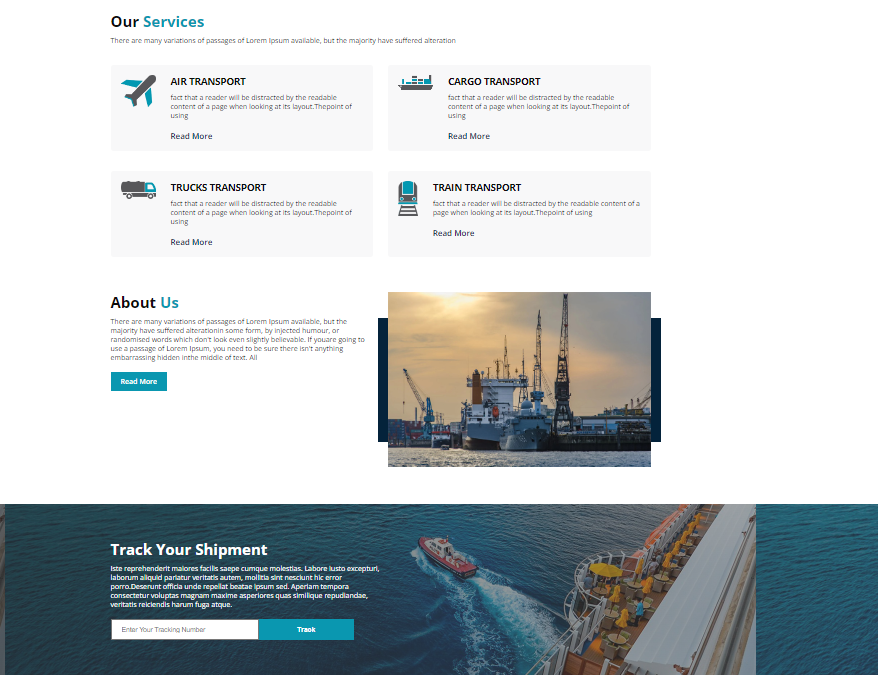 Our Services
There are many variations of passages of Lorem Ipsum available, but the majority have suffered alteration
AIR TRANSPORT
fact that a reader will be distracted by the readable
content of a page when looking at its layout.Thepoint of
using
Read More
CARGO TRANSPORT
fact that a reader will be distracted by the readable
content of a page when looking at its layout.Thepoint of
using
Read More
TRUCKS TRANSPORT
fact that a reader will be distracted by the readable
content of a page when looking at its layout.Thepoint of
using
Read More
TRAIN TRANSPORT
fact that a reader will be distracted by the readable content of a
page when looking at its layout.Thepoint of using
Read More
About Us
There are many variations of passages of Lorem Ipsum available, but the
majority have suffered alterationin some form, by injected humour, or
randomised words which don't look even slightly believable. If youare going to
use a passage of Lorem Ipsum, you need to be sure there isn't anything
embarrassing hidden inthe middle of text. All
Read More
Track Your Shipment
Iste reprehenderit maiores facilis saepe cumque molestias. Labore iusto excepturi,
laborum aliquid pariatur veritatis autem, mollitia sint nesciunt hic error
porro.Deserunt officia unde repellat beatae ipsum sed. Aperiam tempora
consectetur voluptas magnam maxime asperiores quas similique repudiandae,
veritatis reiciendis harum fuga atque.
Enter Your Tracking Number
Track